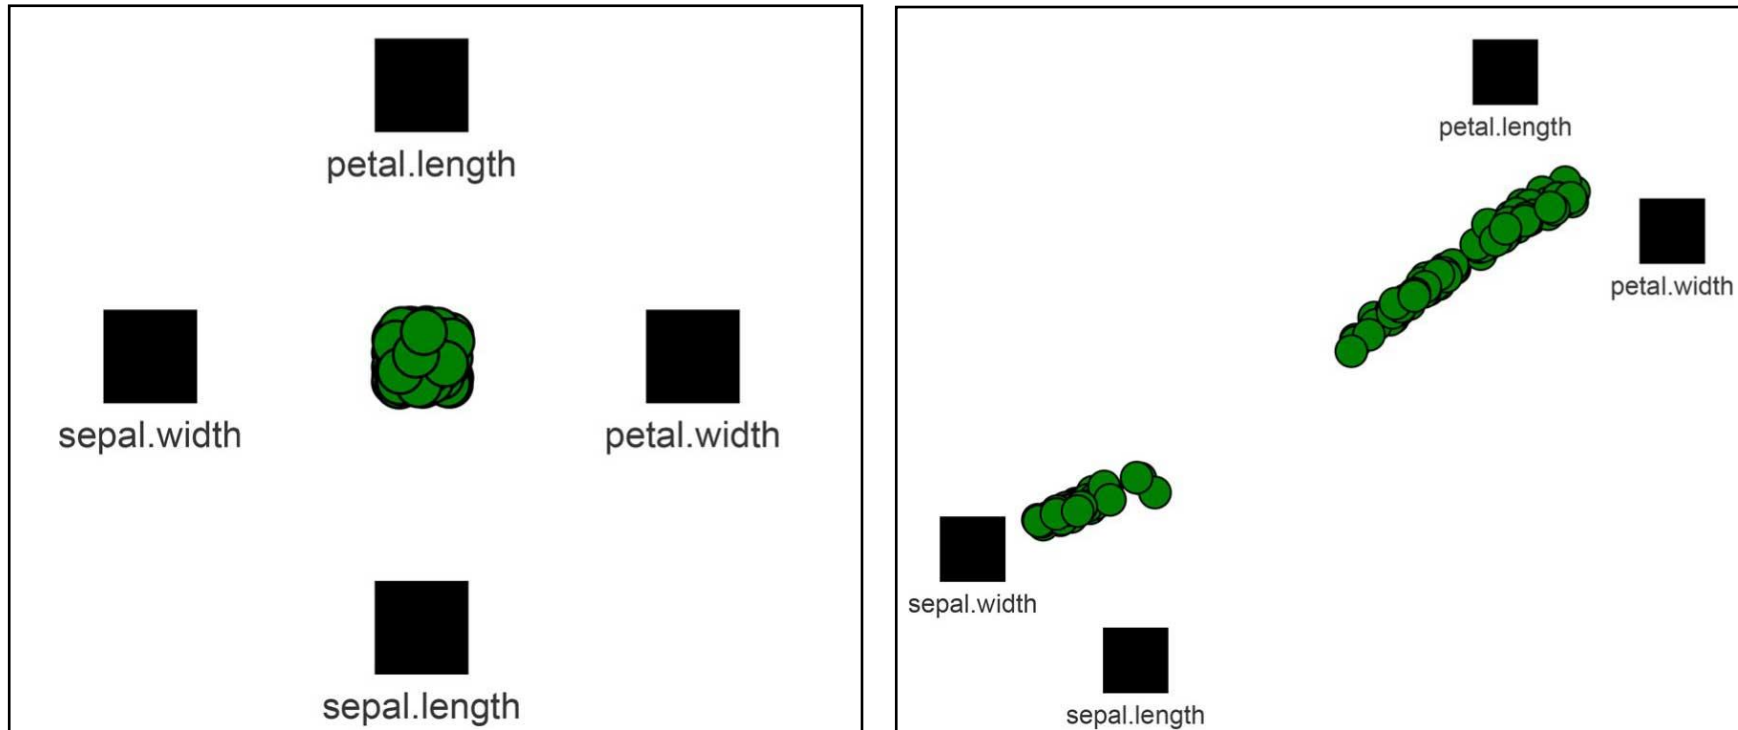 petal.length
sepal.width
petal.width
sepal.length
petal.length
petal.width
sepal.width
sepal.length